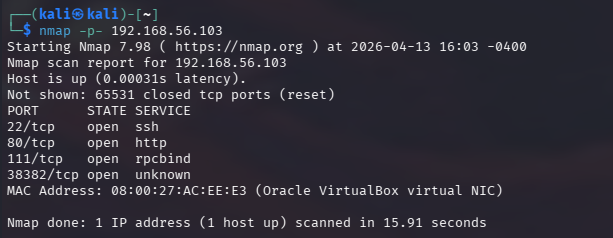 ┌──(kali㉿kali)-[~]
└─$ nmap -p- 192.168.56.103
Starting Nmap 7.98 ( https://nmap.org ) at 2026-04-13 16:03 -0400
Nmap scan report for 192.168.56.103
Host is up (0.00031s latency).
Not shown: 65531 closed tcp ports (reset)
PORT      STATE SERVICE
22/tcp    open  ssh
80/tcp    open  http
111/tcp   open  rpcbind
38382/tcp open  unknown
MAC Address: 08:00:27:AC:EE:E3 (Oracle VirtualBox virtual NIC)
Nmap done: 1 IP address (1 host up) scanned in 15.91 seconds